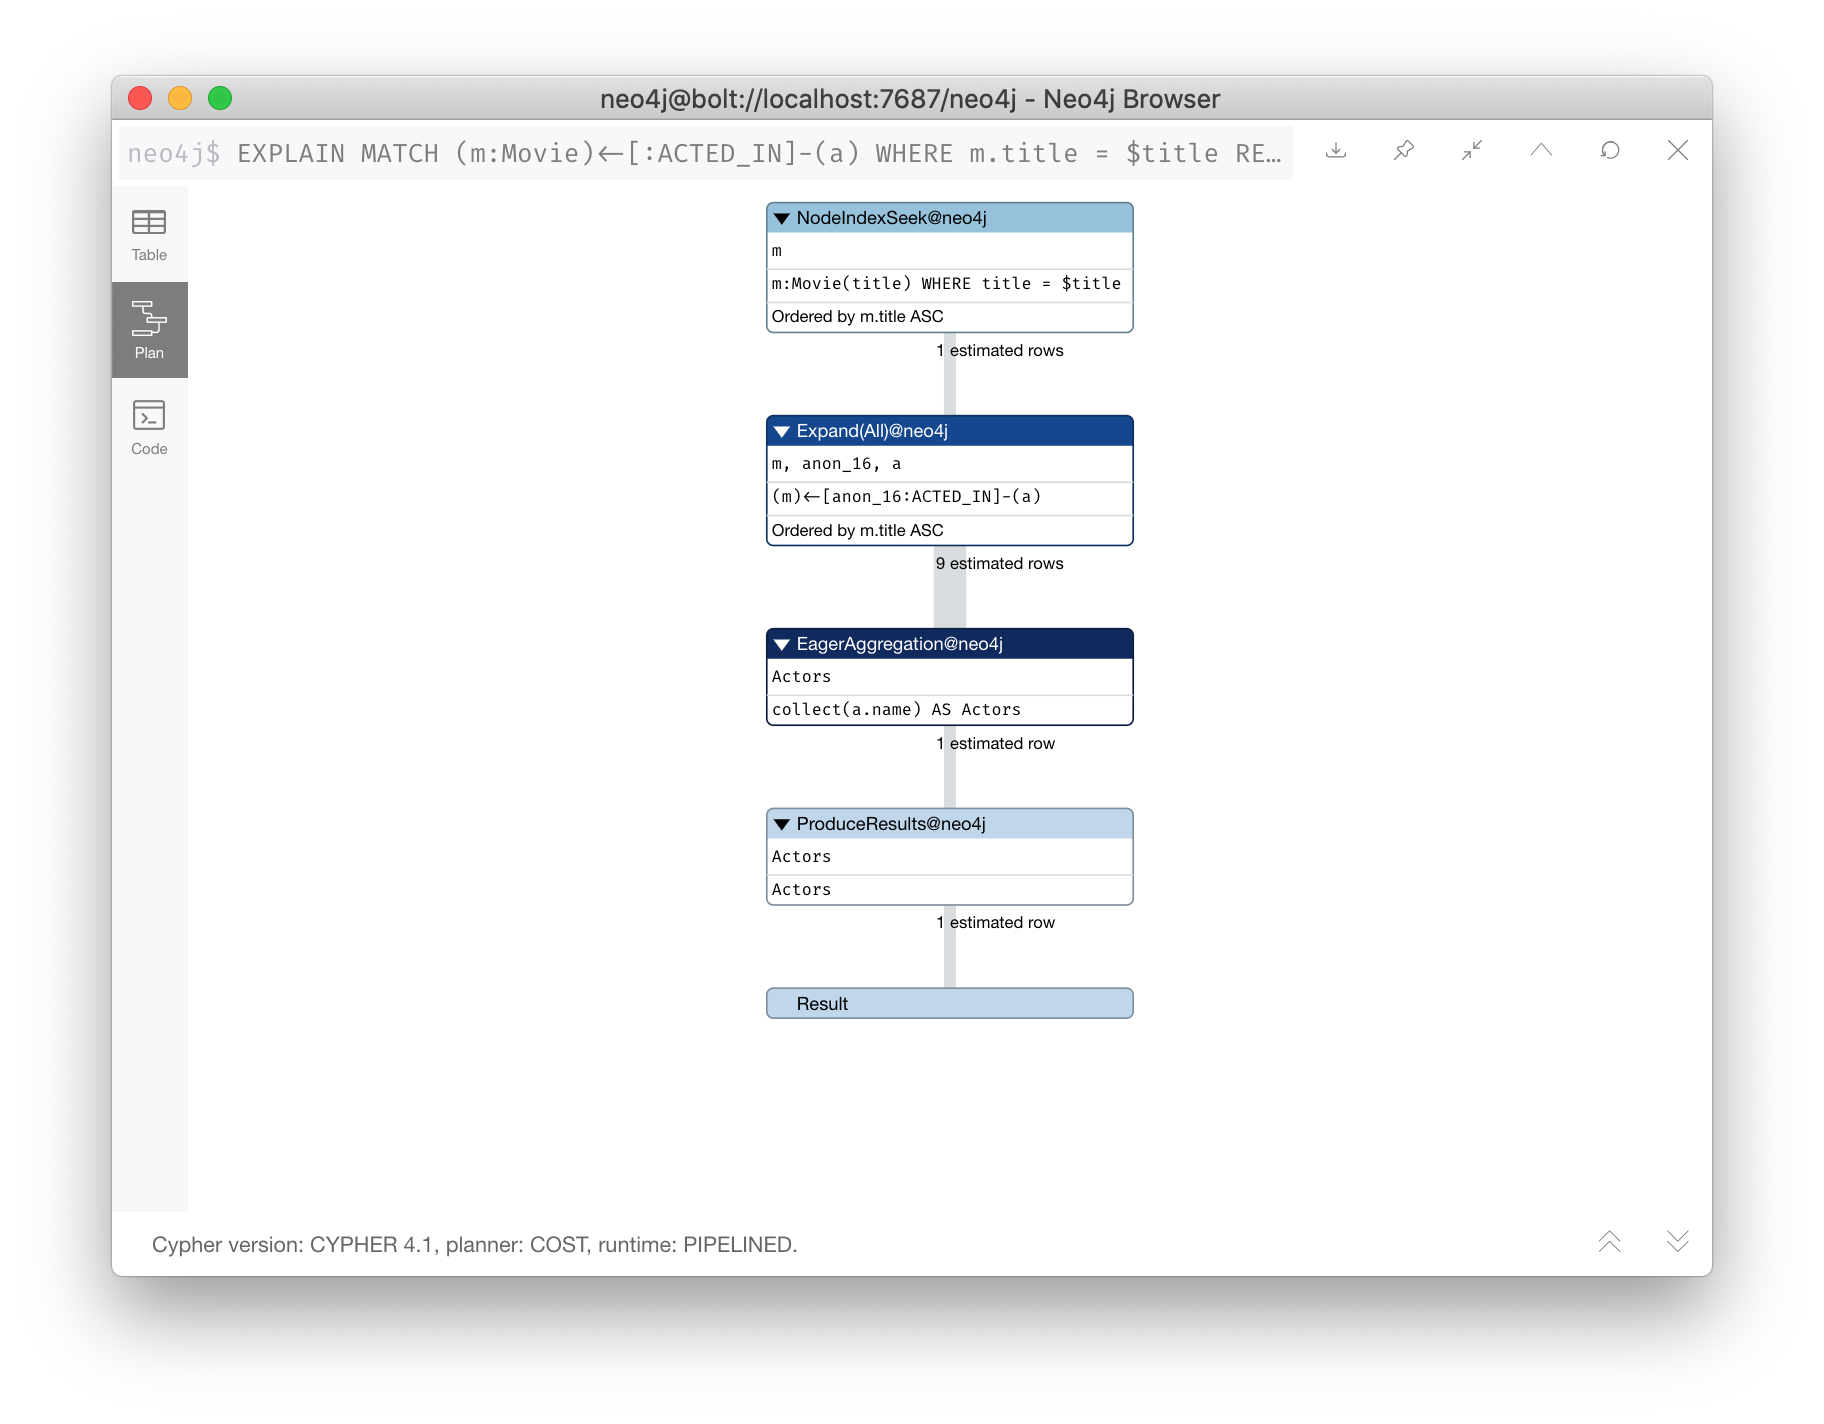 neo4j@bolt://localhost:7687/neo4j - Neo4j Browser
neo4j$ EXPLAIN MATCH (m:Movie)<-[:ACTED_IN]-(a) WHERE m.title = $title RE…
Table
Plan
Code
NodeIndexSeek@neo4j
m
m:Movie(title) WHERE title = $title
Ordered by m.title ASC
1 estimated rows
Expand(All)@neo4j
m, anon_16, a
(m)<-[anon_16:ACTED_IN]-(a)
Ordered by m.title ASC
9 estimated rows
EagerAggregation@neo4j
Actors
collect(a.name) AS Actors
1 estimated row
ProduceResults@neo4j
Actors
Actors
1 estimated row
Result
Cypher version: CYPHER 4.1, planner: COST, runtime: PIPELINED.